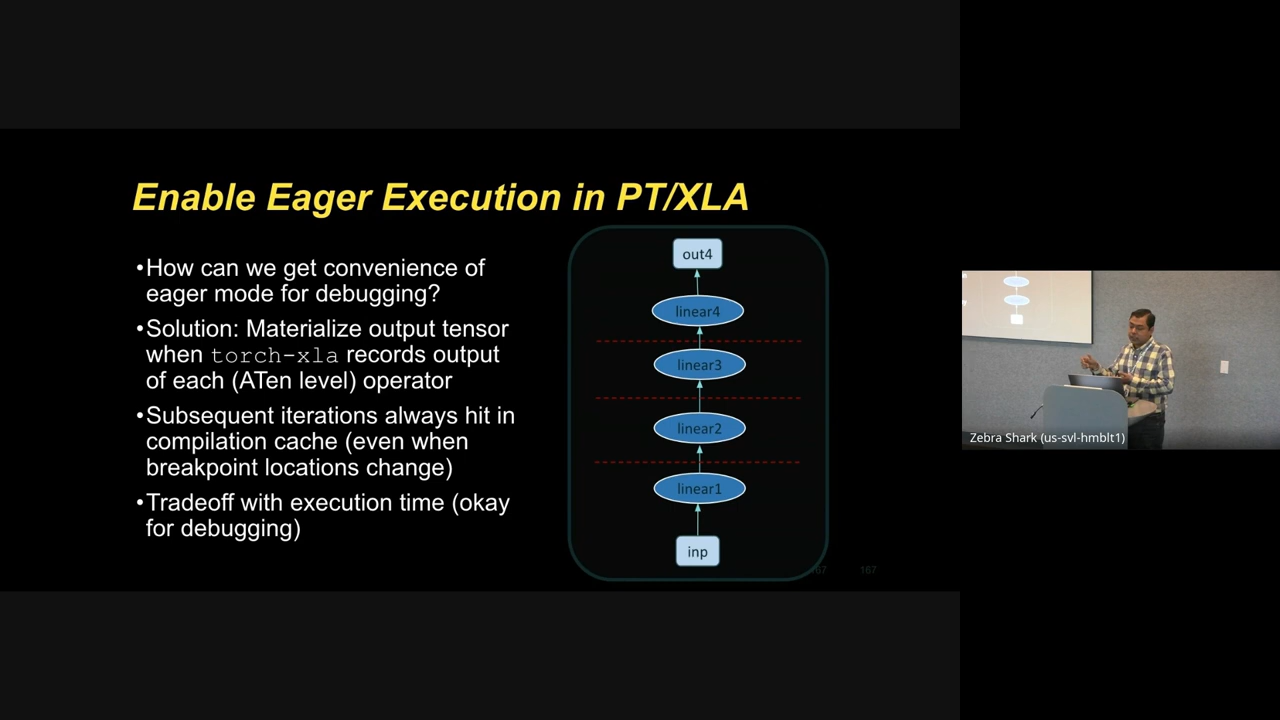 Enable Eager Execution in PT/XLA
•How can we get convenience of
eager mode for debugging?
•Solution: Materialize output tensor
when torch-xla records output
of each (ATen level) operator
•Subsequent iterations always hit in
compilation cache (even when
breakpoint locations change)
•Tradeoff with execution time (okay
for debugging)
out4
linear4
linear3
linear2
linear1
inp
167
Zebra Shark (us-svl-hmblt1)